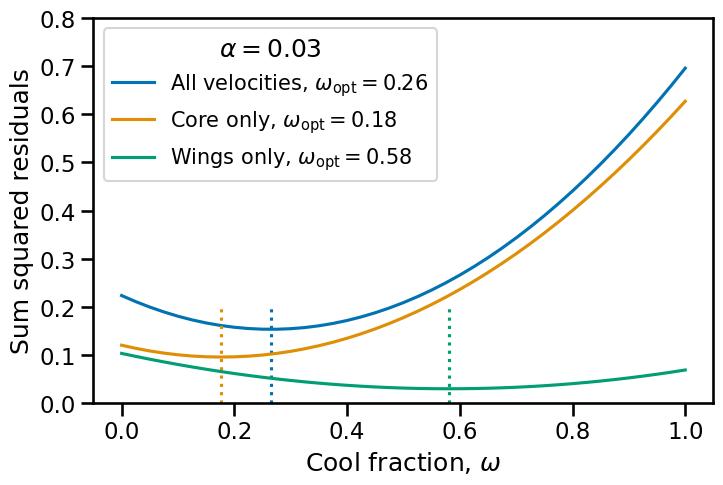 α = 0.03
All velocities, ω_opt = 0.26
Core only, ω_opt = 0.18
Wings only, ω_opt = 0.58
Sum squared residuals
0.8
0.7
0.6
0.5
0.4
0.3
0.2
0.1
0.0
0.0 0.2 0.4 0.6 0.8 1.0
Cool fraction, ω